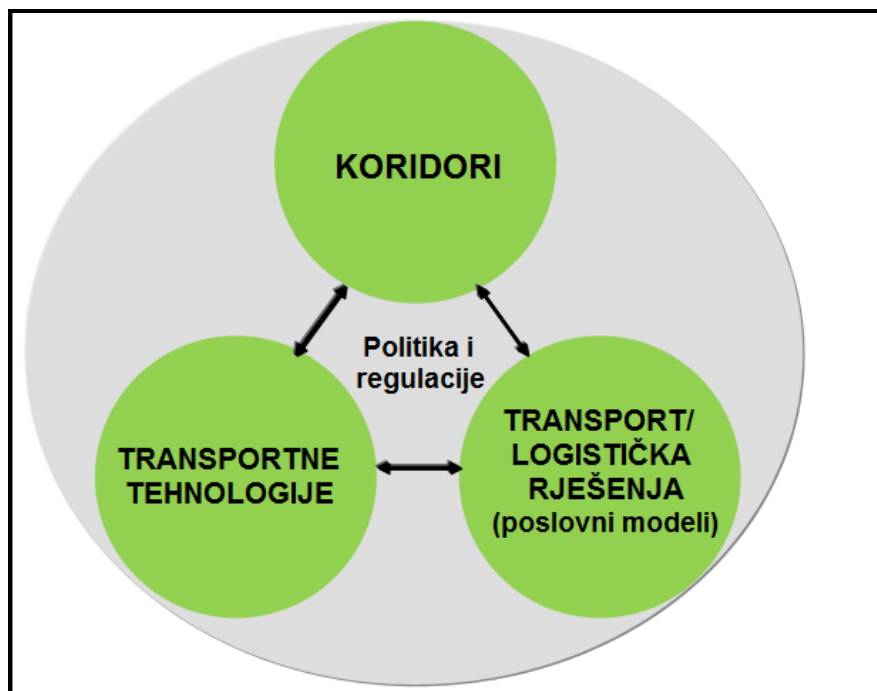 KORIDORI
Politika i
regulacije
TRANSPORTNE
TEHNOLOGIJE
TRANSPORT/
LOGISTIČKA
RJEŠENJA
(poslovni modeli)